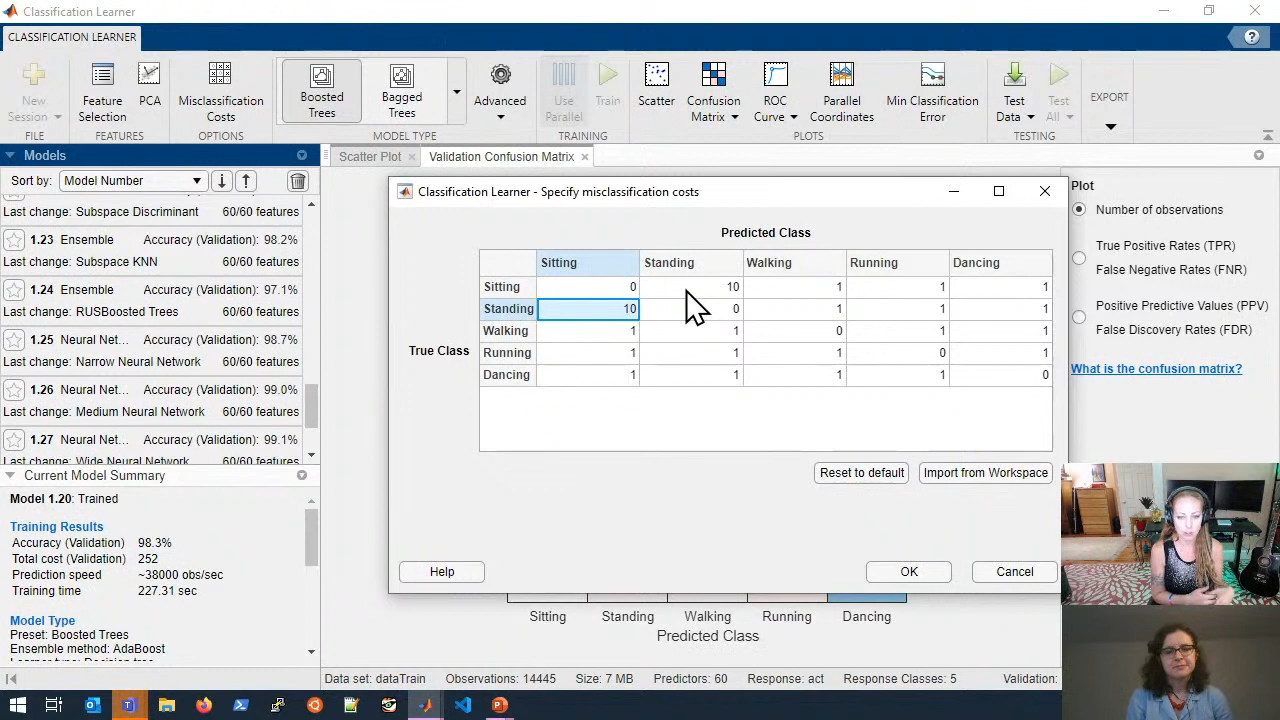 Classification Learner
CLASSIFICATION LEARNER
New Session
Feature Selection
PCA
Misclassification Costs
Boosted Trees
Bagged Trees
Advanced
Use Parallel
Train
Scatter
Confusion Matrix
ROC Curve
Parallel Coordinates
Min Classification Error
Test Data
Test All
EXPORT
FILE FEATURES OPTIONS MODEL TYPE TRAINING PLOTS TESTING
Models
Scatter Plot
Validation Confusion Matrix
Sort by: Model Number
Last change: Subspace Discriminant 60/60 features
1.23 Ensemble Accuracy (Validation): 98.2%
Last change: Subspace KNN 60/60 features
1.24 Ensemble Accuracy (Validation): 97.1%
Last change: RUSBoosted Trees 60/60 features
1.25 Neural Net... Accuracy (Validation): 98.7%
Last change: Narrow Neural Network 60/60 features
1.26 Neural Net... Accuracy (Validation): 99.0%
Last change: Medium Neural Network 60/60 features
1.27 Neural Net... Accuracy (Validation): 99.1%
Last change: Wide Neural Network 60/60 features
Current Model Summary
Model 1.20: Trained
Training Results
Accuracy (Validation) 98.3%
Total cost (Validation) 252
Prediction speed ~38000 obs/sec
Training time 227.31 sec
Model Type
Preset: Boosted Trees
Ensemble method: AdaBoost
Learner type: Decision tree
Classification Learner - Specify misclassification costs
Predicted Class
Sitting Standing Walking Running Dancing
Sitting 0 10 1 1 1
Standing 10 0 1 1 1
Walking 1 1 0 1 1
True Class
Running 1 1 1 0 1
Dancing 1 1 1 1 0
Reset to default
Import from Workspace
Help
OK
Cancel
Sitting Standing Walking Running Dancing
Predicted Class
Plot
Number of observations
True Positive Rates (TPR)
False Negative Rates (FNR)
Positive Predictive Values (PPV)
False Discovery Rates (FDR)
What is the confusion matrix?
Data set: dataTrain Observations: 14445 Size: 7 MB Predictors: 60 Response: act Response Classes: 5 Validation: